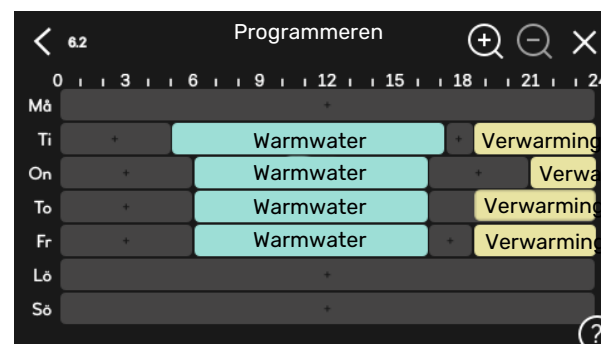 6.2 Programmeren
0 3 6 9 12 15 18 21 24
Må
Ti Warmwater Verwarming
On Warmwater Verwa
To Warmwater Verwarming
Fr Warmwater Verwarming
Lö
Sö
?